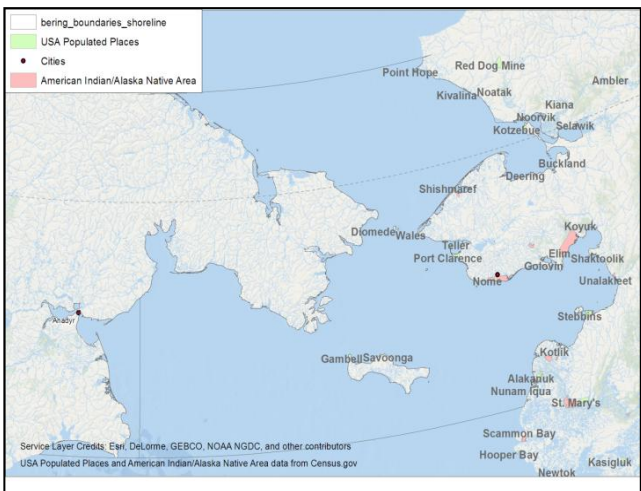 bering_boundaries_shoreline
USA Populated Places
Cities
American Indian/Alaska Native Area
Point Hope
Red Dog Mine
Kivalina
Noatak
Ambler
Kiana
Noorvik
Kotzebue
Selawik
Buckland
Deering
Shishmaref
Diomede
Wales
Koyuk
Teller
Port Clarence
Elim
Golovin
Shaktoolik
Nome
Unalakleet
Anadyr
Stebbins
Gambell
Savoonga
Kotlik
Alakanuk
Nunam Iqua
St. Mary's
Scammon Bay
Hooper Bay
Newtok
Kasigluk
Service Layer Credits: Esri, DeLorme, GEBCO, NOAA NGDC, and other contributors
USA Populated Places and American Indian/Alaska Native Area data from Census.gov